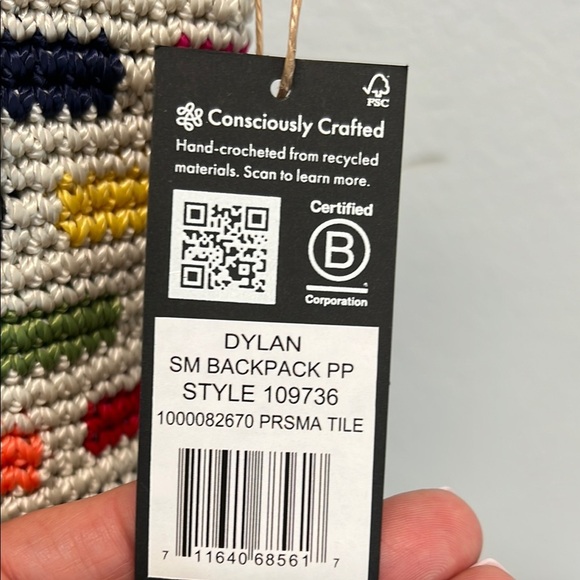 FSC
Consciously Crafted
Hand-crocheted from recycled
materials. Scan to learn more.
Certified
B
Corporation
DYLAN
SM BACKPACK PP
STYLE 109736
1000082670 PRSMA TILE
7 11640 68561 7